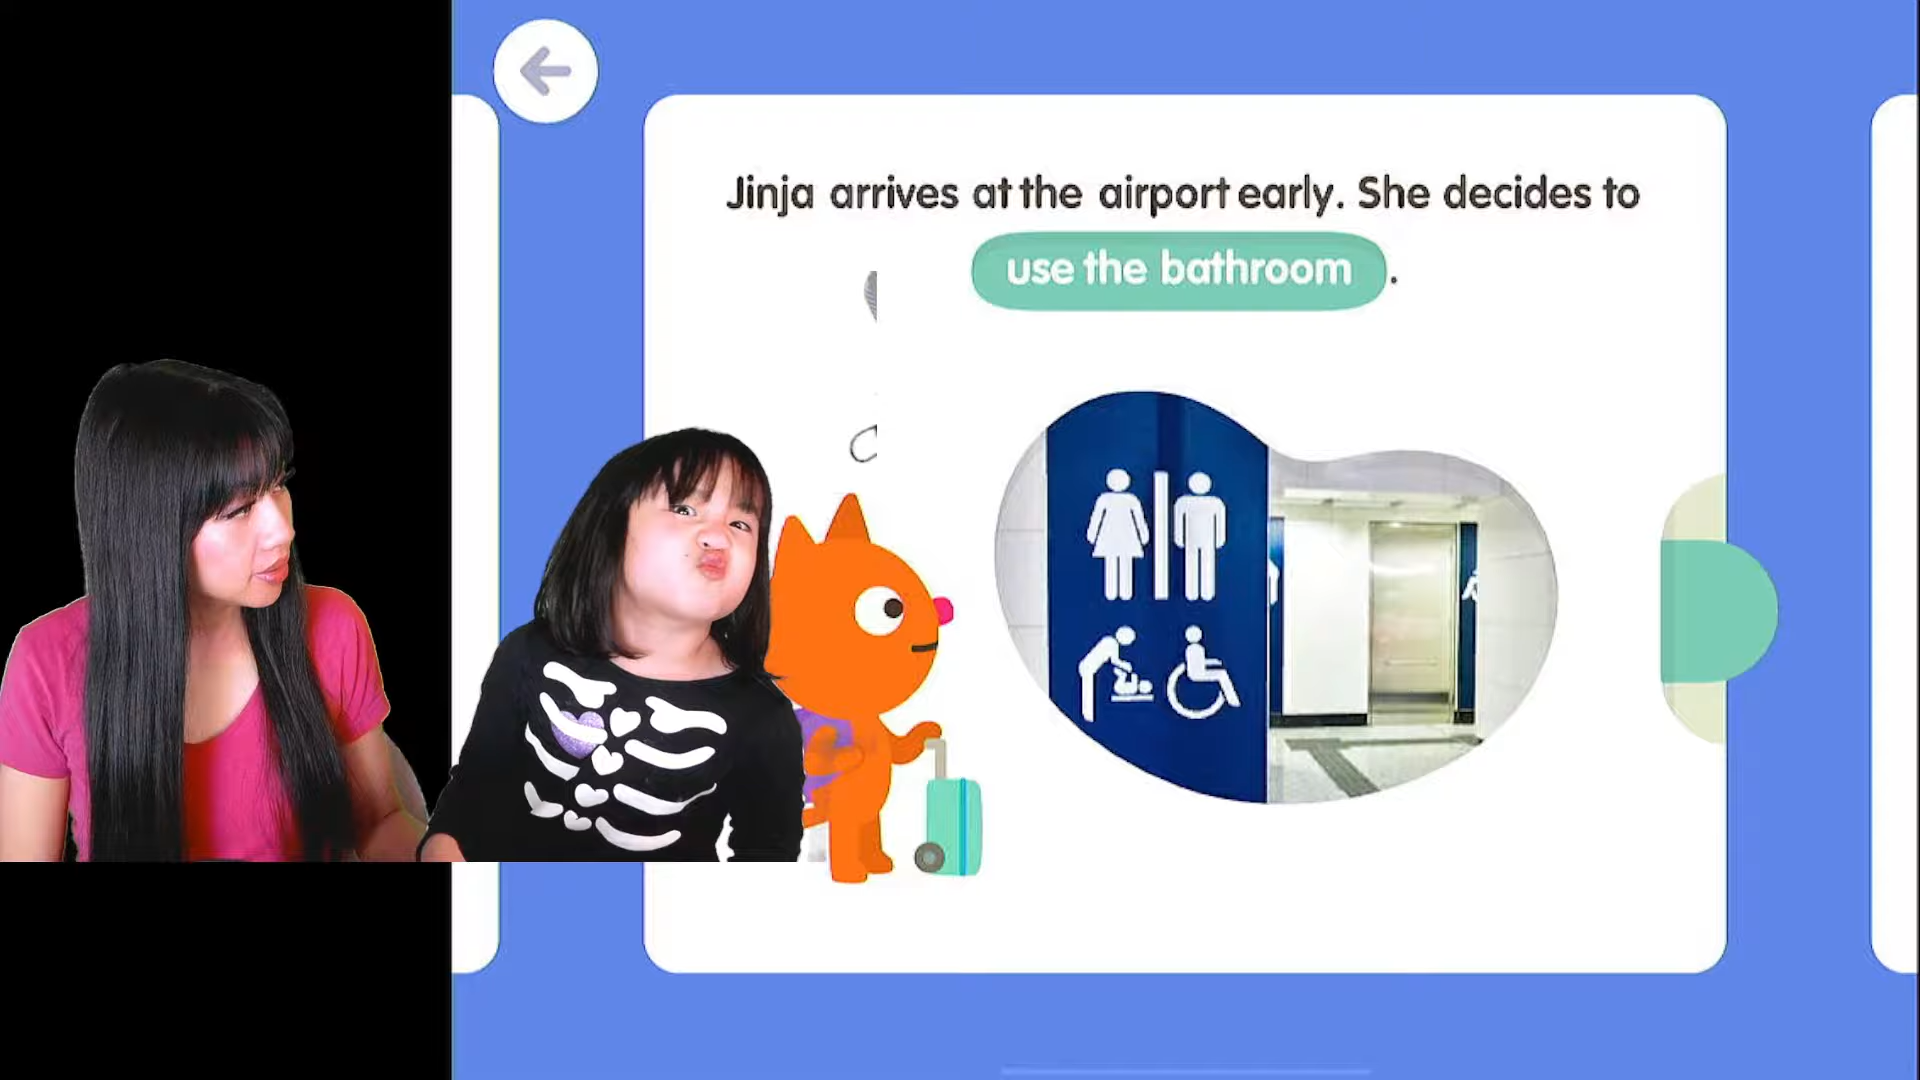 Jinja arrives at the airport early. She decides to
use the bathroom.